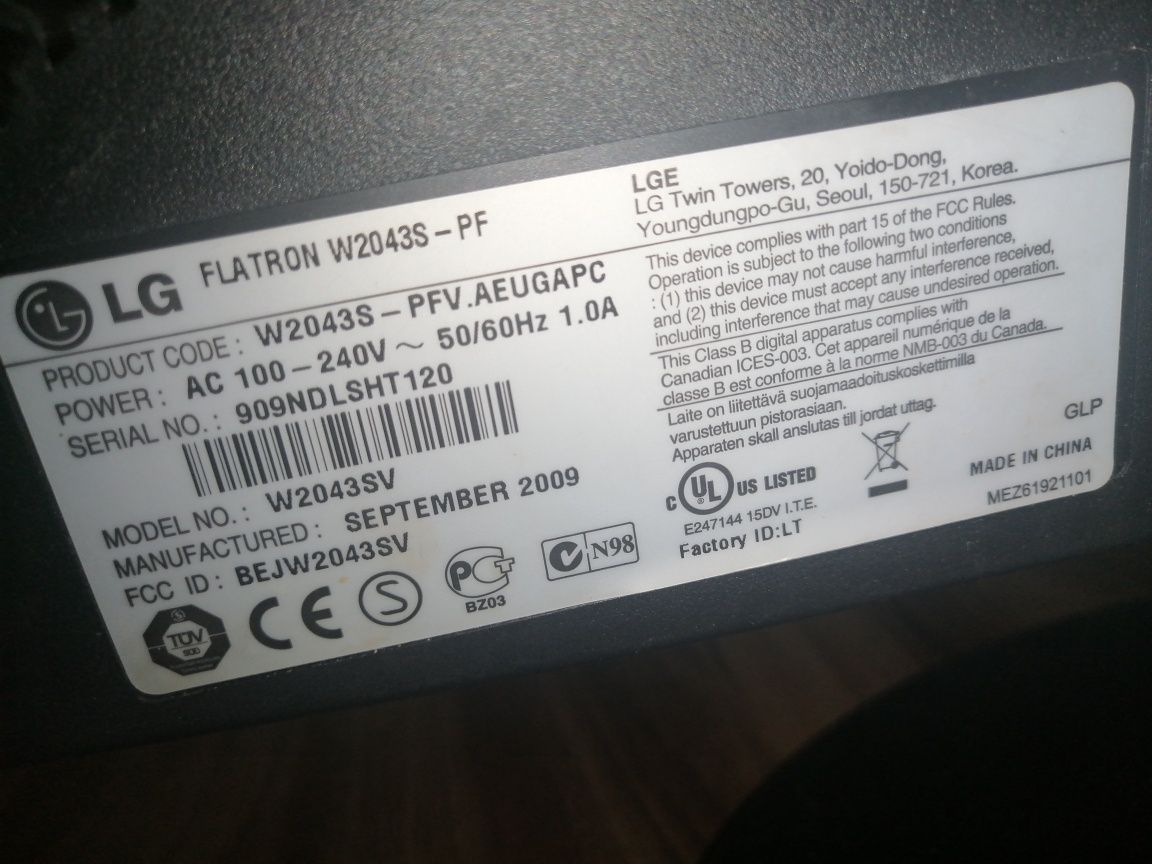 LG FLATRON W2043S-PF
PRODUCT CODE: W2043S-PFV.AEUGAPC
POWER: AC 100-240V ~ 50/60Hz 1.0A
SERIAL NO.: 909NDLSHT120
MODEL NO.: W2043SV
MANUFACTURED: SEPTEMBER 2009
FCC ID: BEJW2043SV
TÜV
CE
S
PCT
BZ03
N98
LGE
LG Twin Towers, 20, Yoido-Dong,
Youngdungpo-Gu, Seoul, 150-721, Korea.
This device complies with part 15 of the FCC Rules.
Operation is subject to the following two conditions
: (1) this device may not cause harmful interference,
and (2) this device must accept any interference received,
including interference that may cause undesired operation.
This Class B digital apparatus complies with
Canadian ICES-003. Cet appareil numérique de la
classe B est conforme à la norme NMB-003 du Canada.
Laite on liitettävä suojamaadoituskoskettimilla
varustettuun pistorasiaan.
Apparaten skall anslutas till jordat uttag.
c UL US LISTED
E247144 15DV I.T.E.
Factory ID:LT
GLP
MADE IN CHINA
MEZ61921101